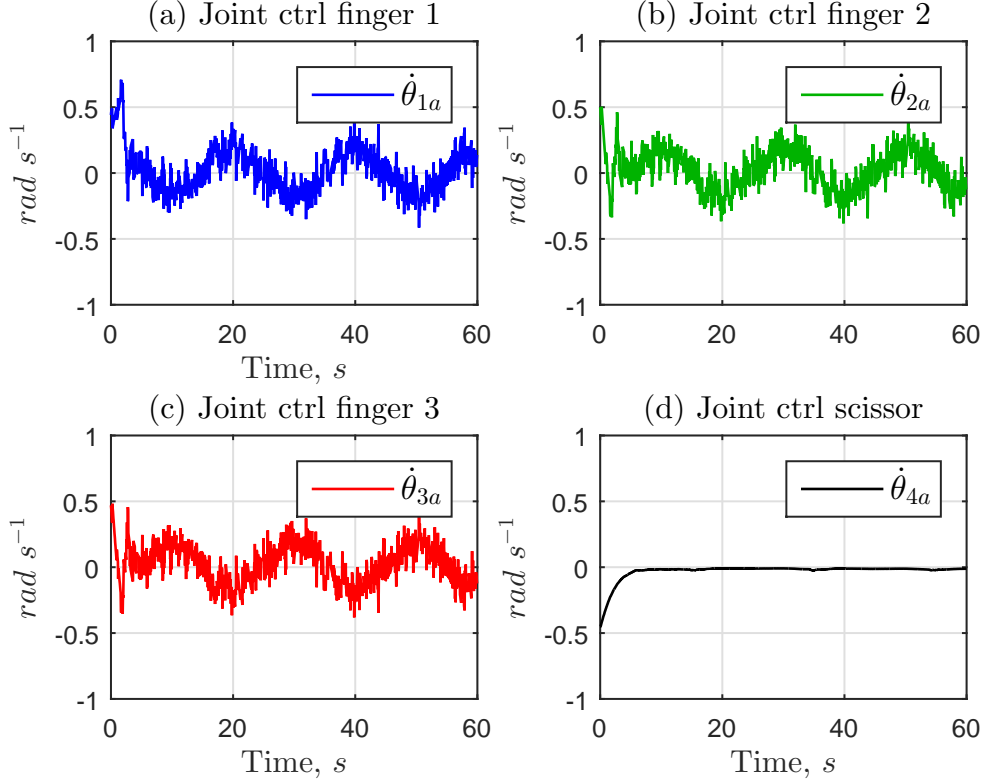 (a) Joint ctrl finger 1
1
0.5
0
-0.5
-1
rad s⁻¹
θ̇₁ₐ
0 20 40 60
Time, s
(b) Joint ctrl finger 2
1
0.5
0
-0.5
-1
rad s⁻¹
θ̇₂ₐ
0 20 40 60
Time, s
(c) Joint ctrl finger 3
1
0.5
0
-0.5
-1
rad s⁻¹
θ̇₃ₐ
0 20 40 60
Time, s
(d) Joint ctrl scissor
1
0.5
0
-0.5
-1
rad s⁻¹
θ̇₄ₐ
0 20 40 60
Time, s